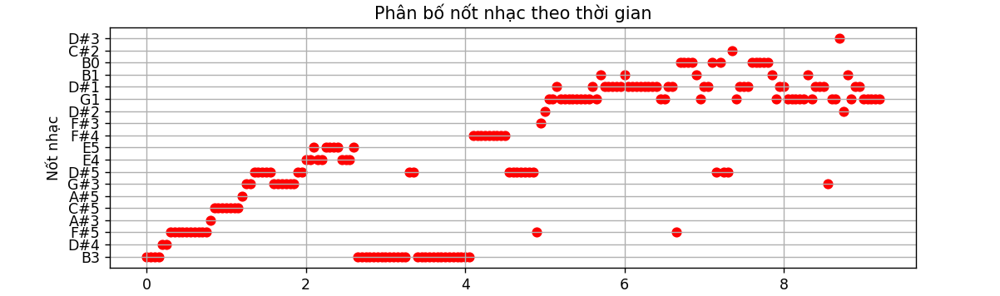 Phân bố nốt nhạc theo thời gian
Nốt nhạc
D#3
C#2
B0
B1
D#1
G1
D#2
F#3
F#4
E5
E4
D#5
G#3
A#5
C#5
A#3
F#5
D#4
B3
0 2 4 6 8